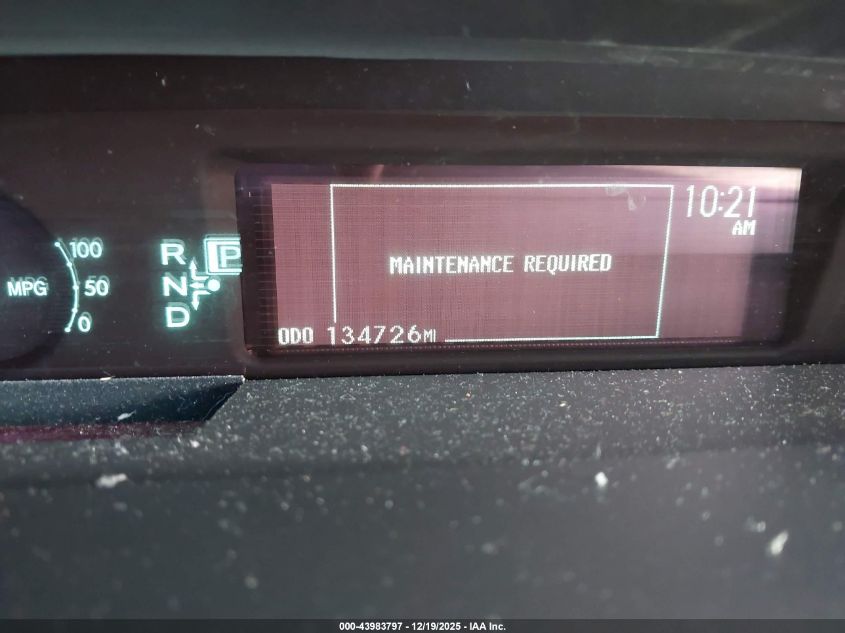 100
MPG 50
0
R P
N
D
10:21
AM
MAINTENANCE REQUIRED
ODO 134726MI
000-43983797 - 12/19/2025 - IAA Inc.